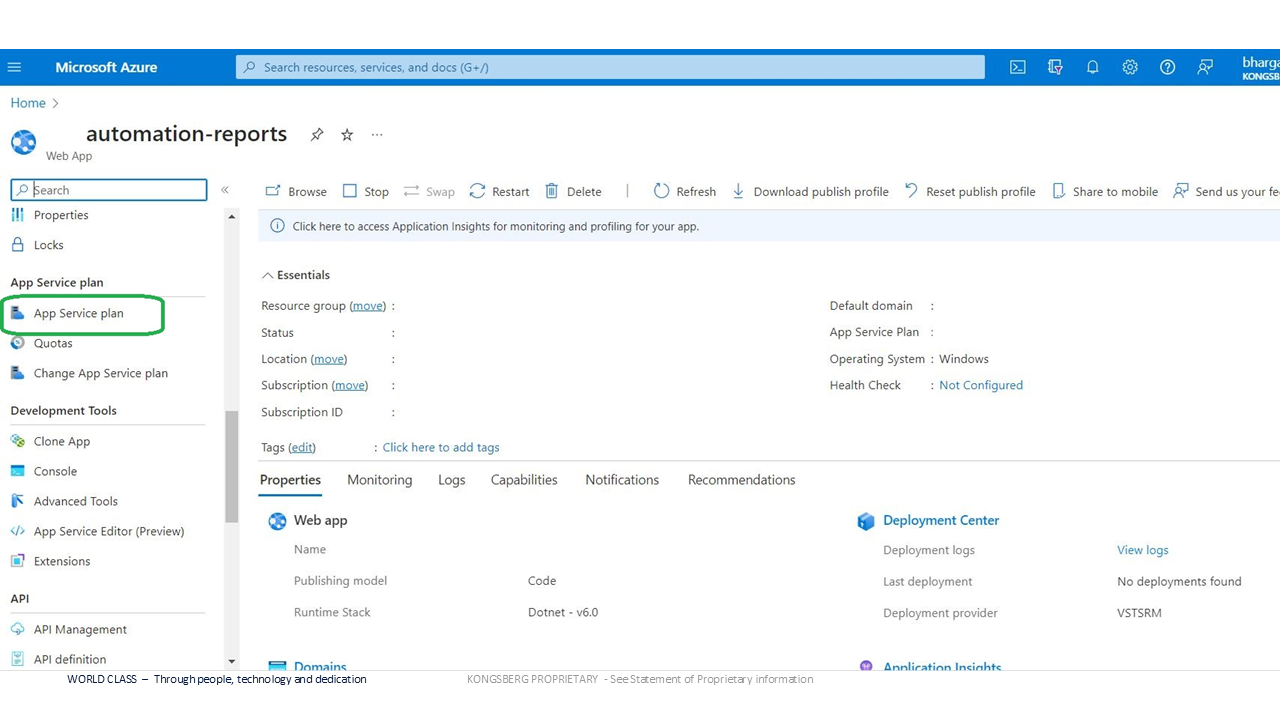 Microsoft Azure
Search resources, services, and docs (G+/)
Home
automation-reports
Web App
Search
Properties
Locks
App Service plan
App Service plan
Quotas
Change App Service plan
Development Tools
Clone App
Console
Advanced Tools
App Service Editor (Preview)
Extensions
API
API Management
API definition
Browse Stop Swap Restart Delete Refresh Download publish profile Reset publish profile Share to mobile Send us your
Click here to access Application Insights for monitoring and profiling for your app.
Essentials
Resource group (move) :
Status :
Location (move) :
Subscription (move) :
Subscription ID :
Default domain :
App Service Plan :
Operating System : Windows
Health Check : Not Configured
Tags (edit) : Click here to add tags
Properties Monitoring Logs Capabilities Notifications Recommendations
Web app
Name
Publishing model Code
Runtime Stack Dotnet - v6.0
Domains
Deployment Center
Deployment logs View logs
Last deployment No deployments found
Deployment provider VSTSRM
Application Insights
WORLD CLASS – Through people, technology and dedication
KONGSBERG PROPRIETARY - See Statement of Proprietary information